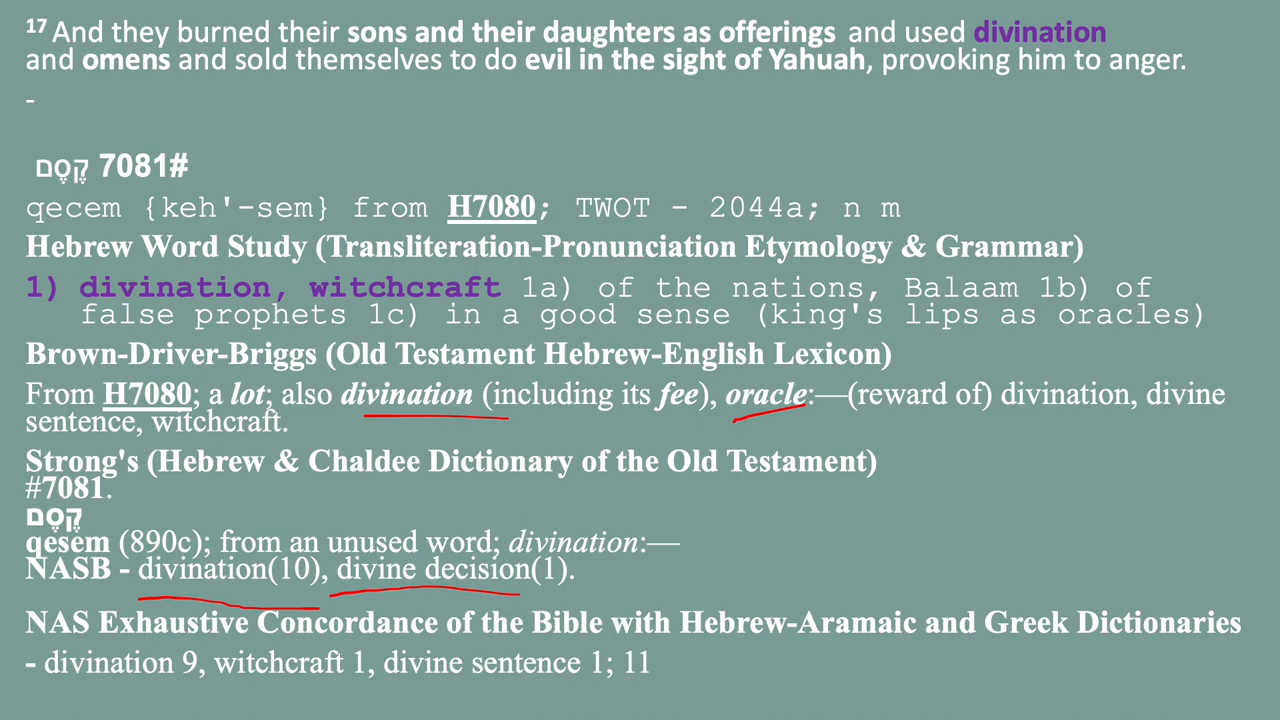 17 And they burned their sons and their daughters as offerings and used divination
and omens and sold themselves to do evil in the sight of Yahuah, provoking him to anger.
-
קֶסֶם 7081#
qecem {keh'-sem} from H7080; TWOT - 2044a; n m
Hebrew Word Study (Transliteration-Pronunciation Etymology & Grammar)
1) divination, witchcraft 1a) of the nations, Balaam 1b) of
false prophets 1c) in a good sense (king's lips as oracles)
Brown-Driver-Briggs (Old Testament Hebrew-English Lexicon)
From H7080; a lot; also divination (including its fee), oracle:—(reward of) divination, divine
sentence, witchcraft.
Strong's (Hebrew & Chaldee Dictionary of the Old Testament)
#7081.
קֶסֶם
qesem (890c); from an unused word; divination:—
NASB - divination(10), divine decision(1).
NAS Exhaustive Concordance of the Bible with Hebrew-Aramaic and Greek Dictionaries
- divination 9, witchcraft 1, divine sentence 1; 11